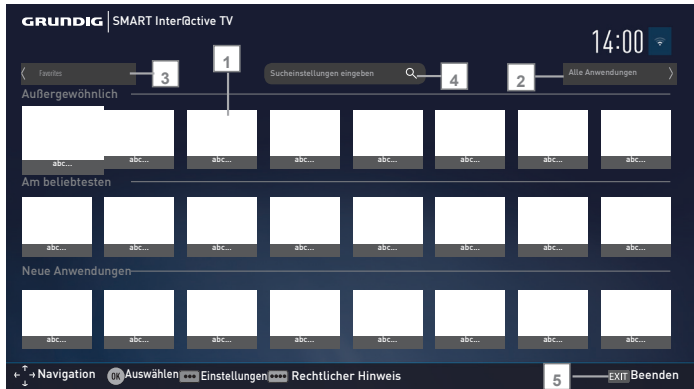 GRUNDIG SMART Inter@ctive TV
14:00
Favorites
3
1
Sucheinstellungen eingeben
4
2
Alle Anwendungen
Außergewöhnlich
abc... abc... abc... abc... abc... abc... abc... abc...
Am beliebtesten
abc... abc... abc... abc... abc... abc... abc... abc...
Neue Anwendungen
abc... abc... abc... abc... abc... abc... abc... abc...
Navigation OK Auswählen Einstellungen Rechtlicher Hinweis 5 EXIT Beenden